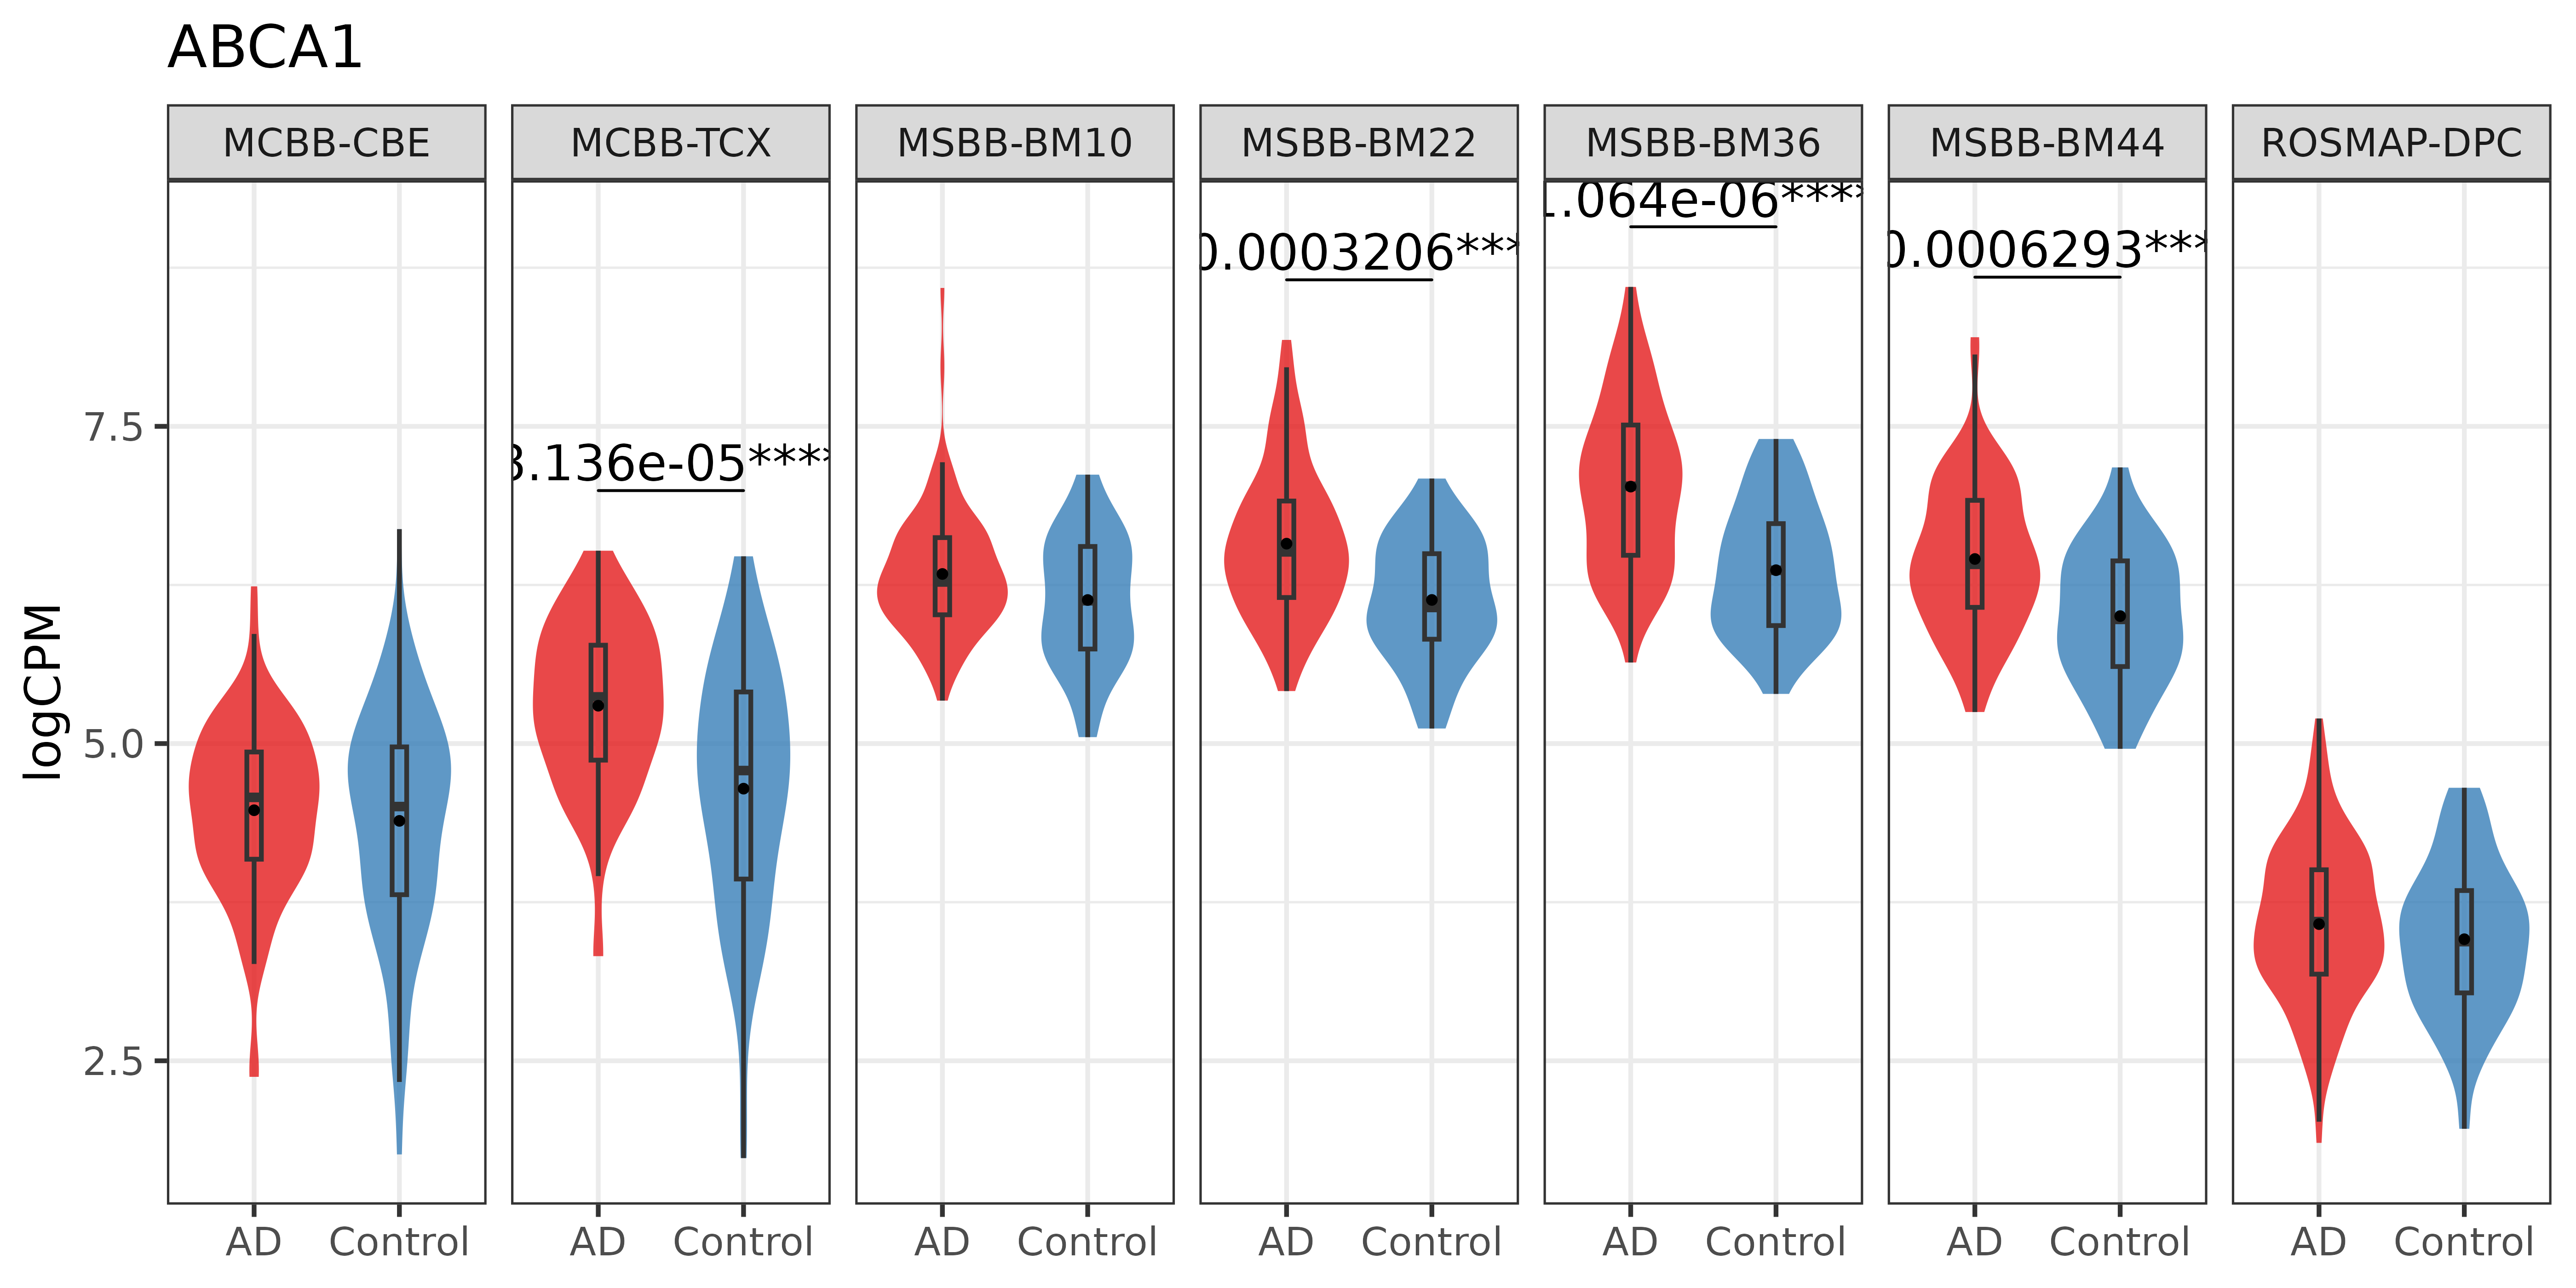 ABCA1
MCBB-CBE MCBB-TCX MSBB-BM10 MSBB-BM22 MSBB-BM36 MSBB-BM44 ROSMAP-DPC
1.064e-06****
0.0003206*** 0.0006293***
7.5
.136e-05****
logCPM
5.0
2.5
AD Control AD Control AD Control AD Control AD Control AD Control AD Control